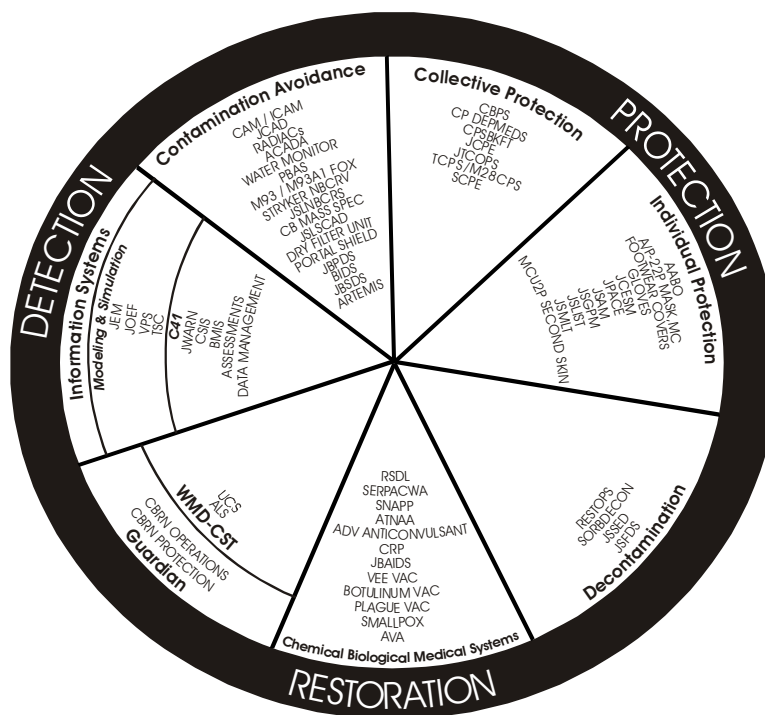 DETECTION
PROTECTION
RESTORATION
Contamination Avoidance
CAM / ICAM
JCAD
RADIACs
ACADA
WATER MONITOR
PBAS
M93 / M93A1 FOX
STRYKER NBCRV
JSLNBCRS
CB MASS SPEC
JSLSCAD
DRY FILTER UNIT
PORTAL SHIELD
JBPDS
BIDS
JBSDS
ARTEMIS
Collective Protection
CBPS
CP DEPMEDS
CPSBKFT
JCPE
JTCOPS
TCPS/M28CPS
SCPE
Individual Protection
AABO
A/P-22P MASK MC
FOOTWEAR COVERS
GLOVES
JCESM
JPACE
JSAM
JSGPM
JSLIST
JSMLT
MCU2P SECOND SKIN
Decontamination
RESTOPS
SORBDECON
JSSED
JSFDS
RSDL
SERPACWA
SNAPP
ATNAA
ADV ANTICONVULSANT
CRP
JBAIDS
VEE VAC
BOTULINUM VAC
PLAGUE VAC
SMALLPOX
AVA
Chemical Biological Medical Systems
UCS
ALS
WMD-CST
CBRN OPERATIONS
CBRN PROTECTION
Guardian
Information Systems
Modeling & Simulation
JEM
JOEF
VPS
TSC
C41
JWARN
CSIS
BMIS
ASSESSMENTS
DATA MANAGEMENT